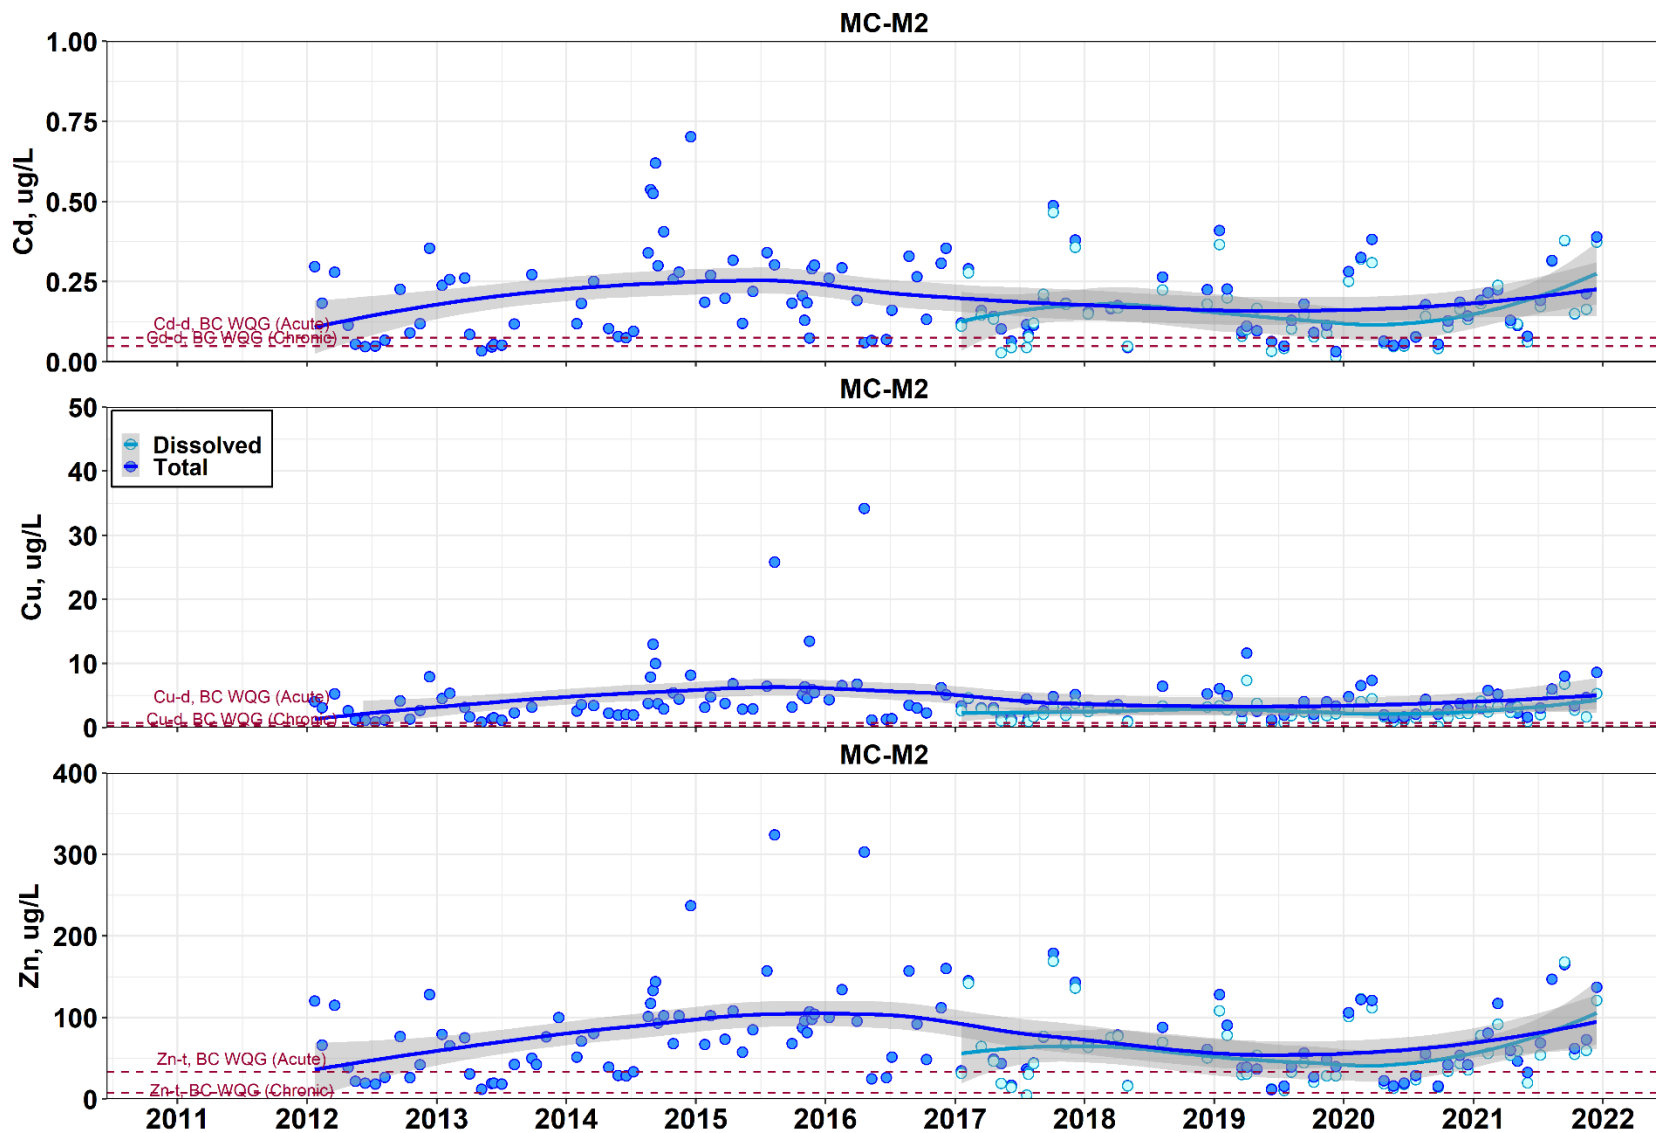 MC-M2
1.00
0.75
0.50
0.25
0.00
Cd, ug/L
Cd-d, BC WQG (Acute)
Cd-d, BC WQG (Chronic)
MC-M2
50
40
30
20
10
0
Cu, ug/L
Dissolved
Total
Cu-d, BC WQG (Acute)
Cu-d, BC WQG (Chronic)
MC-M2
400
300
200
100
0
Zn, ug/L
Zn-t, BC WQG (Acute)
Zn-t, BC WQG (Chronic)
2011 2012 2013 2014 2015 2016 2017 2018 2019 2020 2021 2022